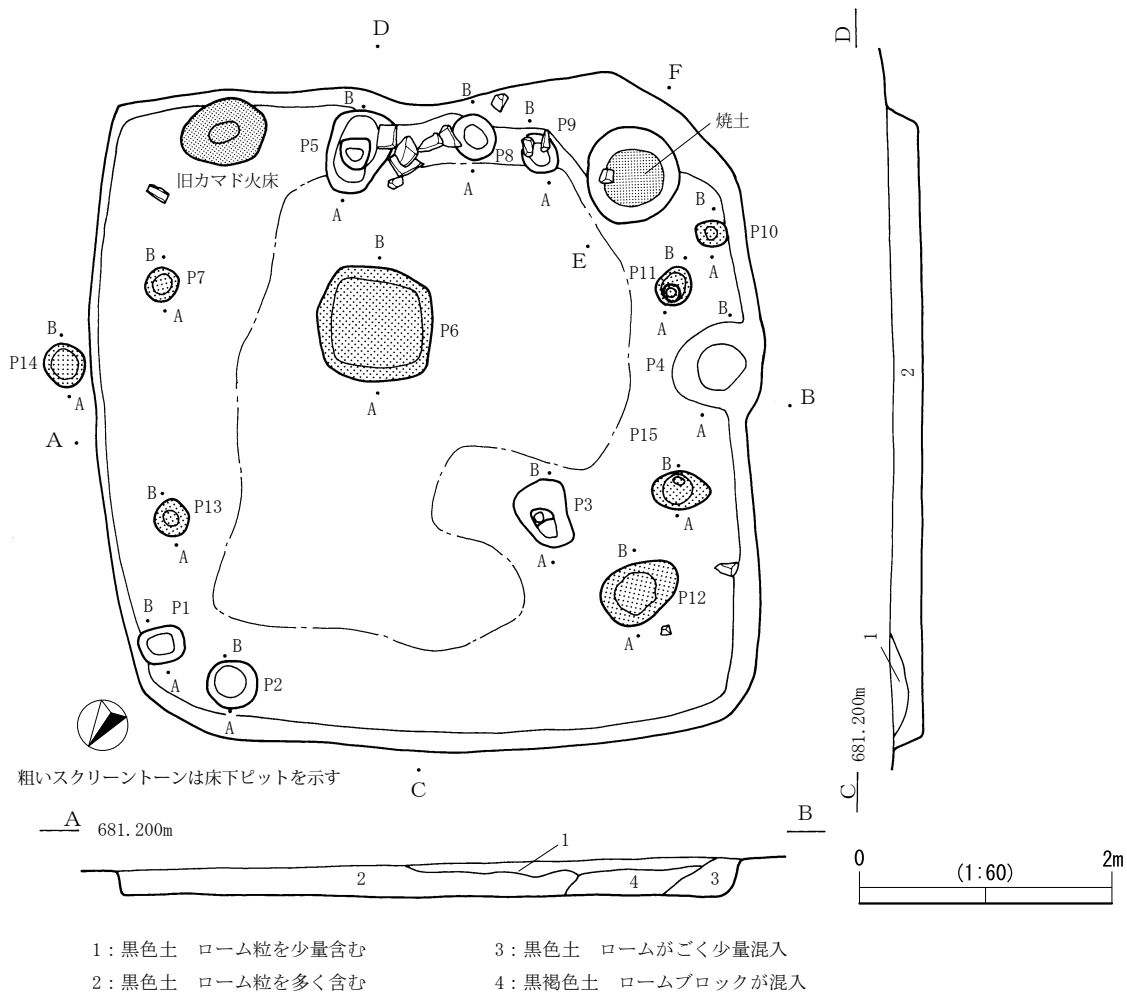 D
D
F
B
B
B
P9
焼土
P5
P8
旧カマド火床
A
A
A
B
P10
B
E
B
P7
P11
B
A
A
B
P6
A
B
P4
P14
2
A
A
B
A
A
P15
B
B
P3
B
P13
A
A
A
B
P12
B
P1
A
1
B
A
P2
A
681.200m
粗いスクリーントーンは床下ピットを示す
C
C
A
681.200m
B
1
2
4
3
0
(1:60)
2m
1：黒色土　ローム粒を少量含む
3：黒色土　ロームがごく少量混入
2：黒色土　ローム粒を多く含む
4：黒褐色土　ロームブロックが混入